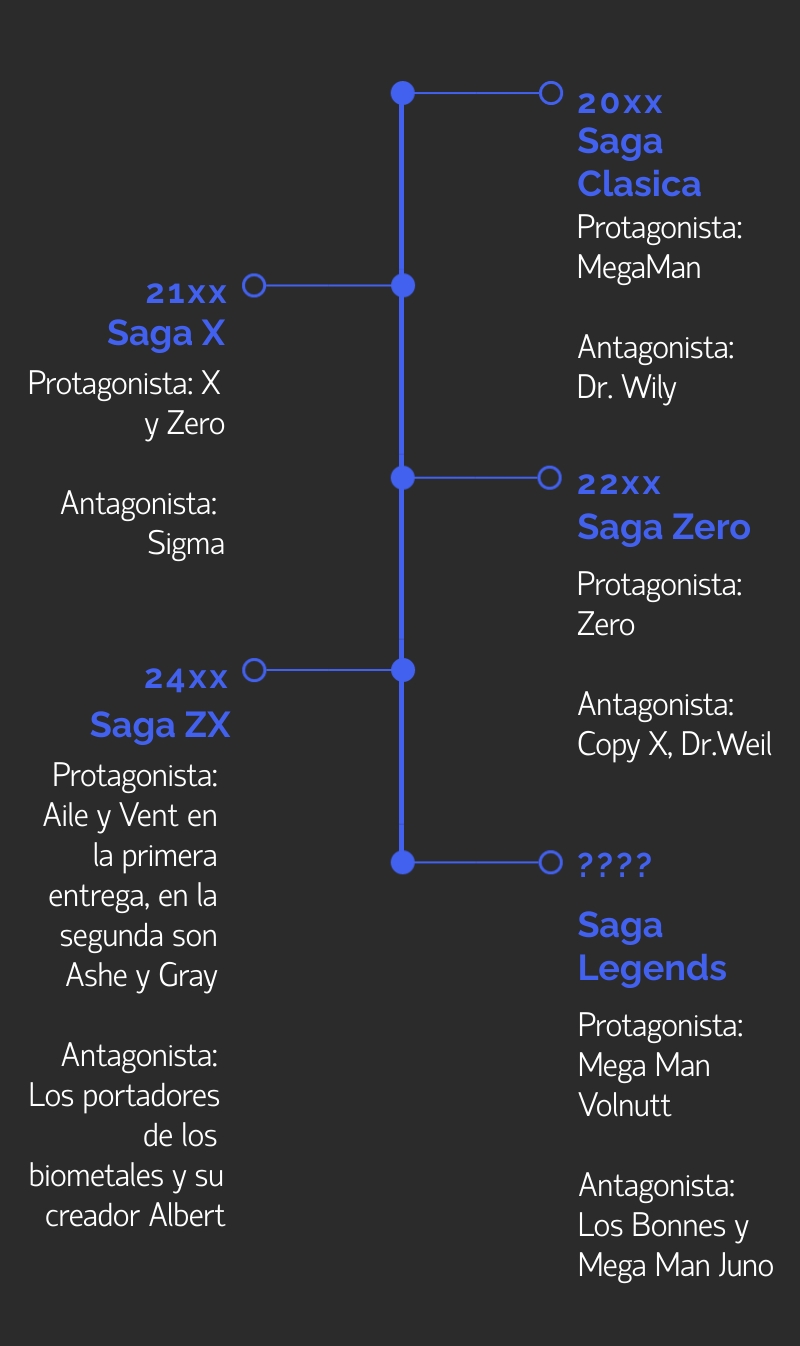 20xx
Saga
Clasica
Protagonista:
MegaMan
Antagonista:
Dr. Wily
21xx
Saga X
Protagonista: X
y Zero
Antagonista:
Sigma
22xx
Saga Zero
Protagonista:
Zero
Antagonista:
Copy X, Dr.Weil
24xx
Saga ZX
Protagonista:
Aile y Vent en
la primera
entrega, en la
segunda son
Ashe y Gray
Antagonista:
Los portadores
de los
biometales y su
creador Albert
????
Saga
Legends
Protagonista:
Mega Man
Volnutt
Antagonista:
Los Bonnes y
Mega Man Juno